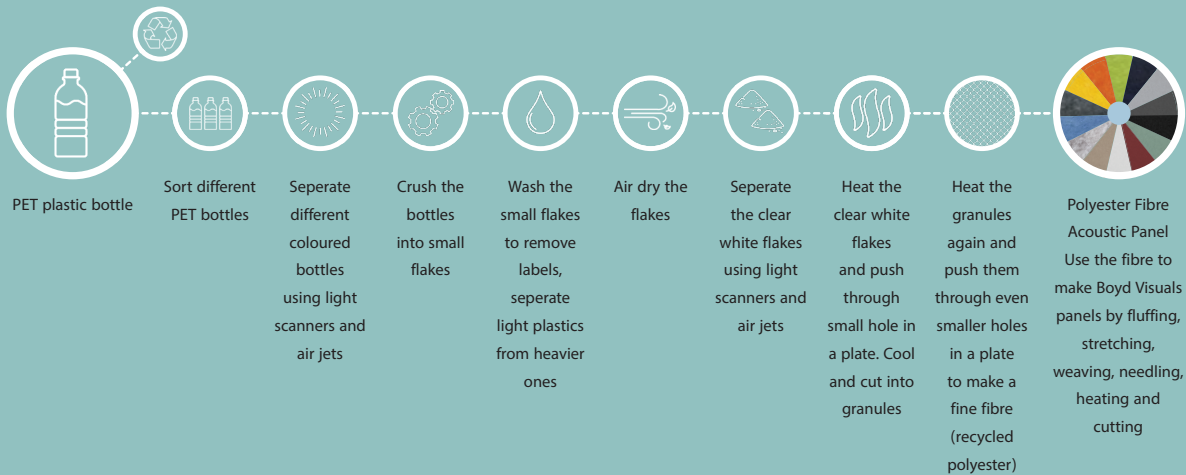 PET plastic bottle
Sort different
PET bottles
Seperate
different
coloured
bottles
using light
scanners and
air jets
Crush the
bottles
into small
flakes
Wash the
small flakes
to remove
labels,
seperate
light plastics
from heavier
ones
Air dry the
flakes
Seperate
the clear
white flakes
using light
scanners and
air jets
Heat the
clear white
flakes
and push
through
small hole in
a plate. Cool
and cut into
granules
Heat the
granules
again and
push them
through even
smaller holes
in a plate
to make a
fine fibre
(recycled
polyester)
Polyester Fibre
Acoustic Panel
Use the fibre to
make Boyd Visuals
panels by fluffing,
stretching,
weaving, needling,
heating and
cutting